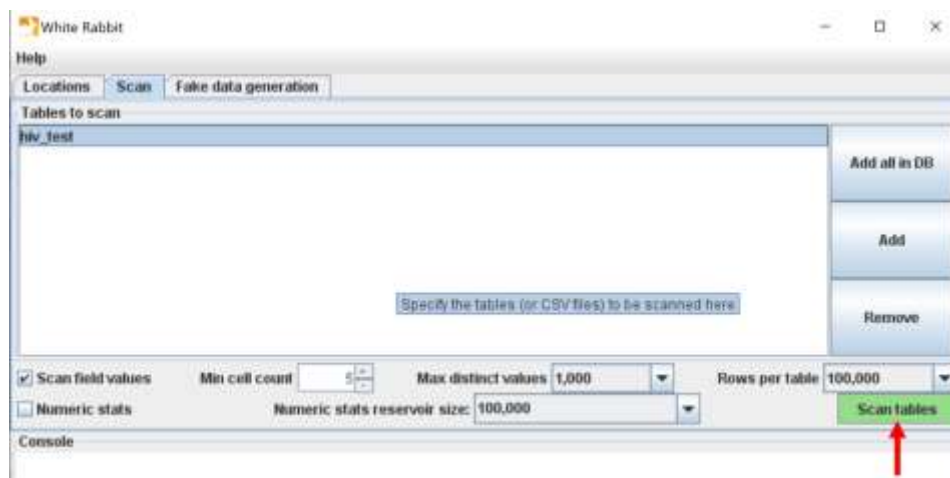 White Rabbit
Help
Locations Scan Fake data generation
Tables to scan
hiv_test
Add all in DB
Add
Specify the tables (or CSV files) to be scanned here
Remove
Scan field values Min cell count 5 Max distinct values 1,000 Rows per table 100,000
Numeric stats Numeric stats reservoir size: 100,000 Scan tables
Console